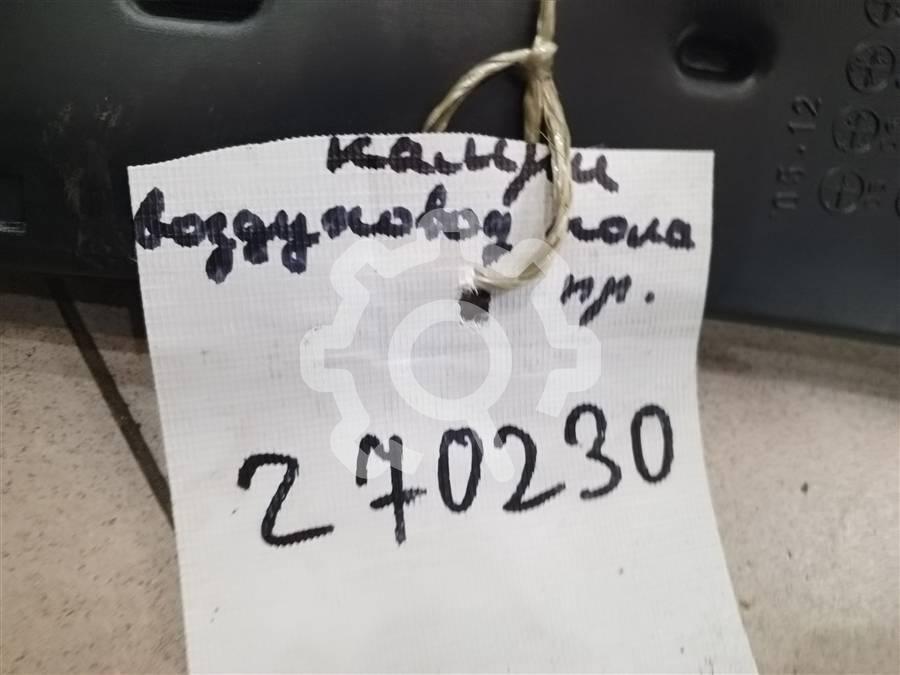 камри
воздуховод пола
пр.
270230